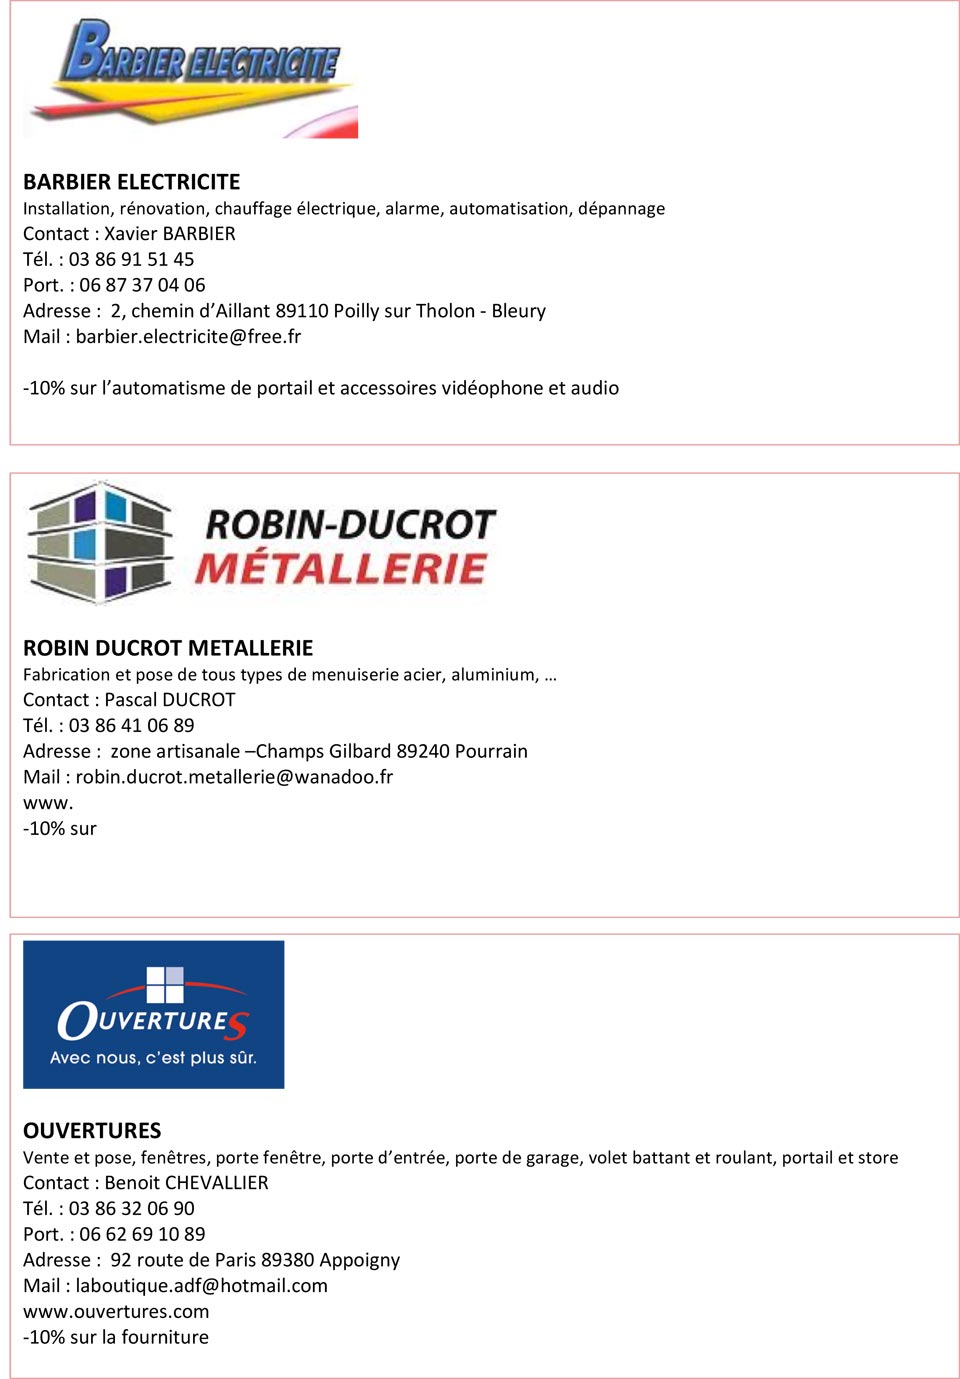 BARBIER ELECTRICITE
BARBIER ELECTRICITE
Installation, rénovation, chauffage électrique, alarme, automatisation, dépannage
Contact : Xavier BARBIER
Tél. : 03 86 91 51 45
Port. : 06 87 37 04 06
Adresse :  2, chemin d’Aillant 89110 Poilly sur Tholon - Bleury
Mail : barbier.electricite@free.fr
-10% sur l’automatisme de portail et accessoires vidéophone et audio
ROBIN-DUCROT
MÉTALLERIE
ROBIN DUCROT METALLERIE
Fabrication et pose de tous types de menuiserie acier, aluminium, …
Contact : Pascal DUCROT
Tél. : 03 86 41 06 89
Adresse :  zone artisanale –Champs Gilbard 89240 Pourrain
Mail : robin.ducrot.metallerie@wanadoo.fr
www.
-10% sur
OUVERTURES
Avec nous, c’est plus sûr.
OUVERTURES
Vente et pose, fenêtres, porte fenêtre, porte d’entrée, porte de garage, volet battant et roulant, portail et store
Contact : Benoit CHEVALLIER
Tél. : 03 86 32 06 90
Port. : 06 62 69 10 89
Adresse :  92 route de Paris 89380 Appoigny
Mail : laboutique.adf@hotmail.com
www.ouvertures.com
-10% sur la fourniture